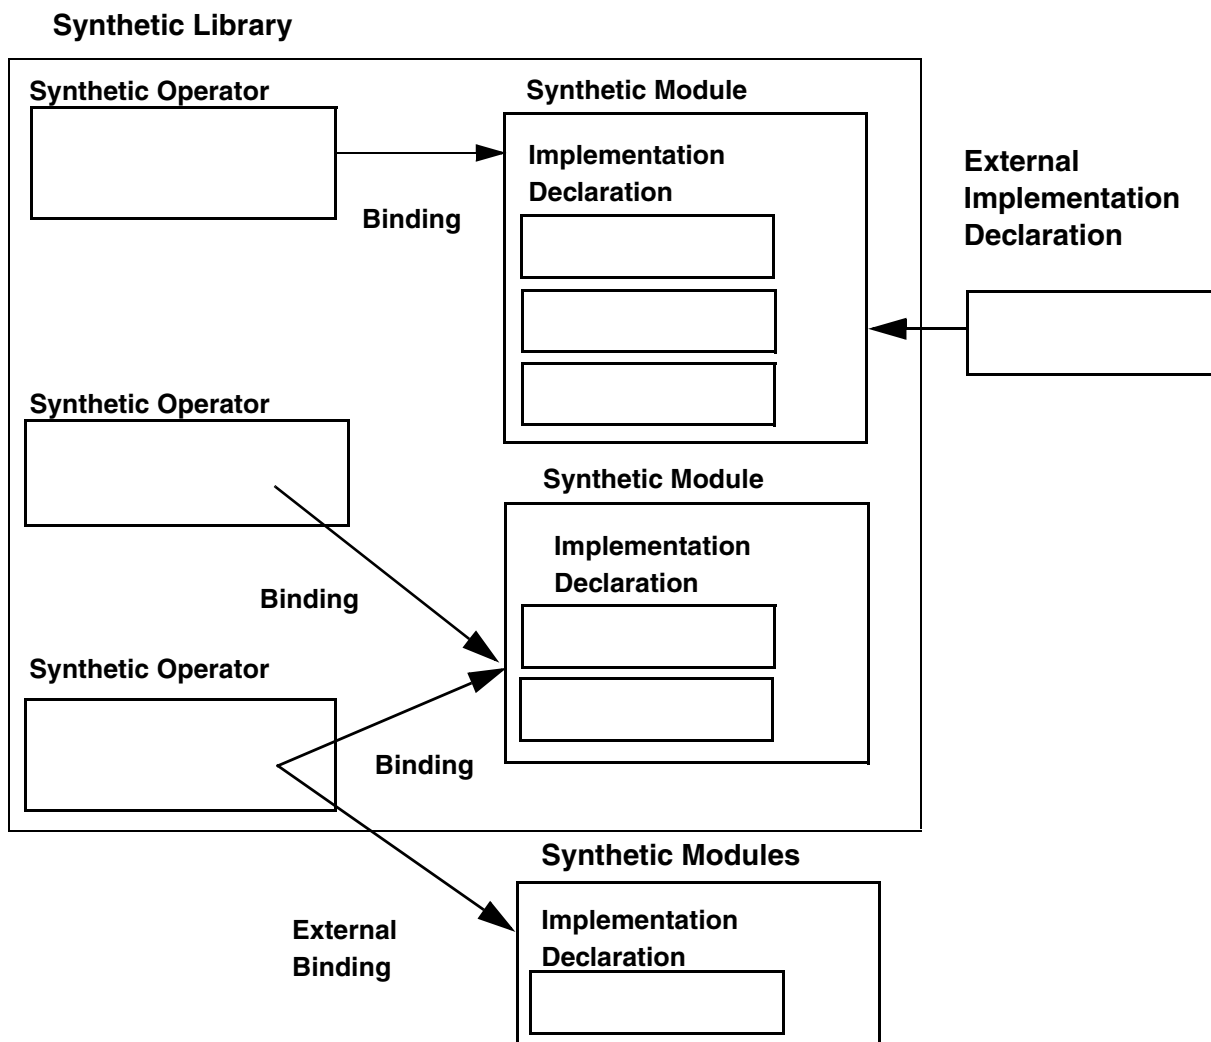 Synthetic Library
Synthetic Operator
Synthetic Module
Implementation
Declaration
Binding
External
Implementation
Declaration
Synthetic Operator
Synthetic Module
Implementation
Declaration
Binding
Synthetic Operator
Binding
Synthetic Modules
External
Binding
Implementation
Declaration